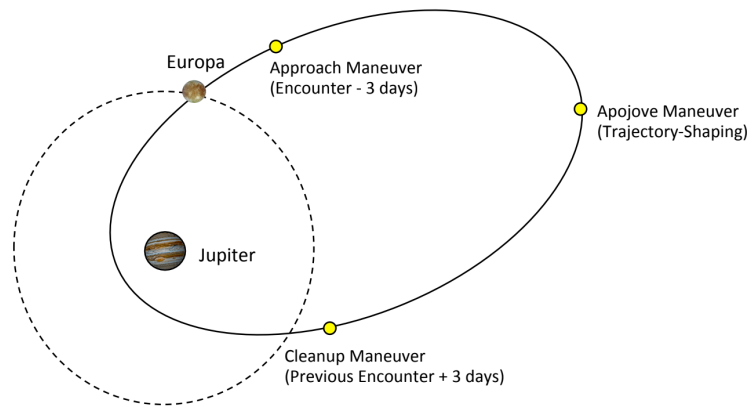 Europa
Approach Maneuver
(Encounter - 3 days)
Apojove Maneuver
(Trajectory-Shaping)
Jupiter
Cleanup Maneuver
(Previous Encounter + 3 days)